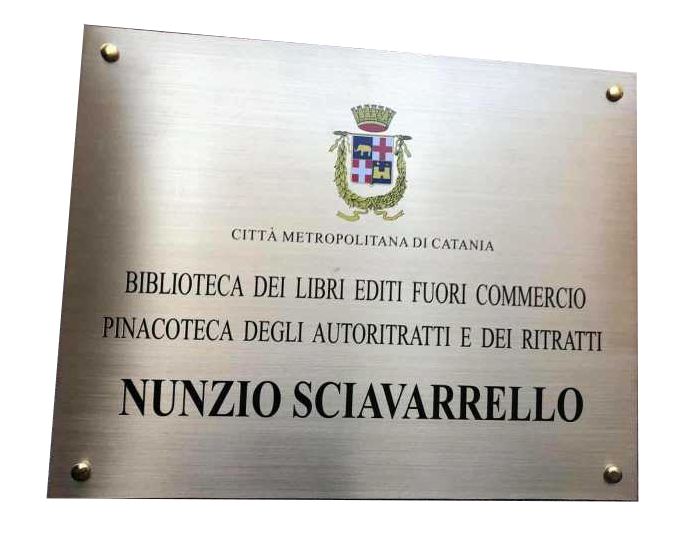 CITTÀ METROPOLITANA DI CATANIA
BIBLIOTECA DEI LIBRI EDITI FUORI COMMERCIO
PINACOTECA DEGLI AUTORITRATTI E DEI RITRATTI
NUNZIO SCIAVARRELLO